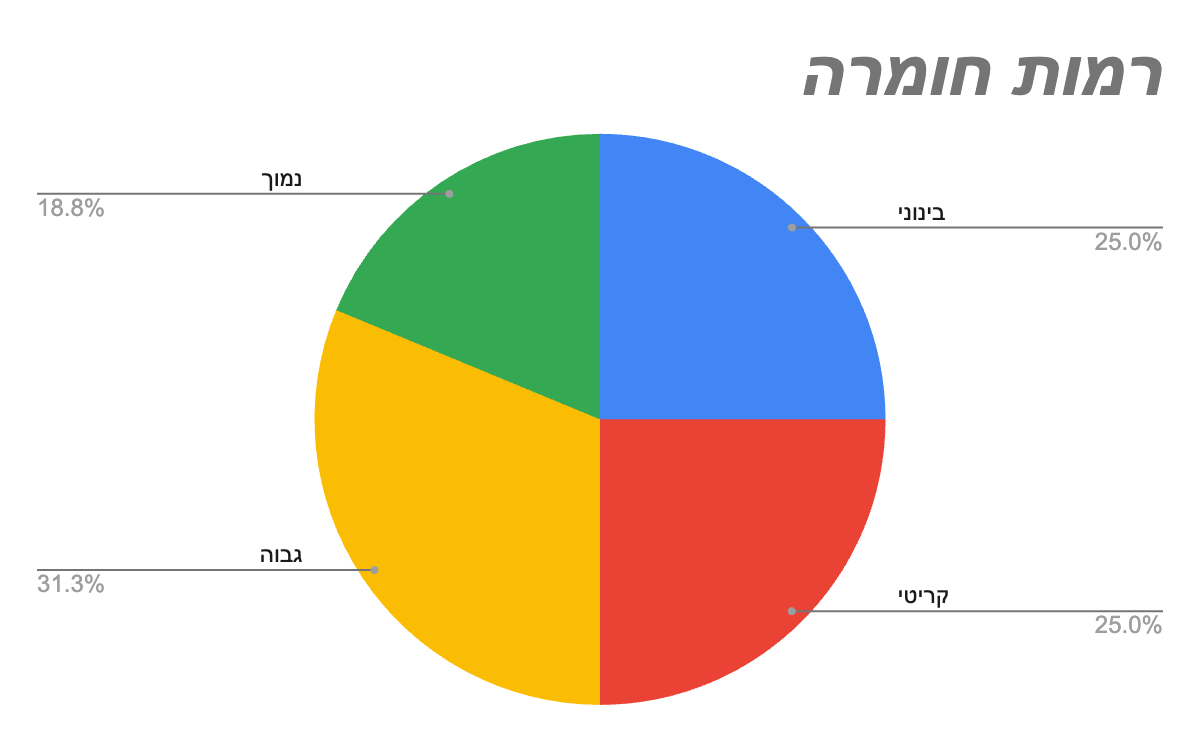 רמות חומרה
נמוך
18.8%
בינוני
25.0%
גבוה
31.3%
קריטי
25.0%